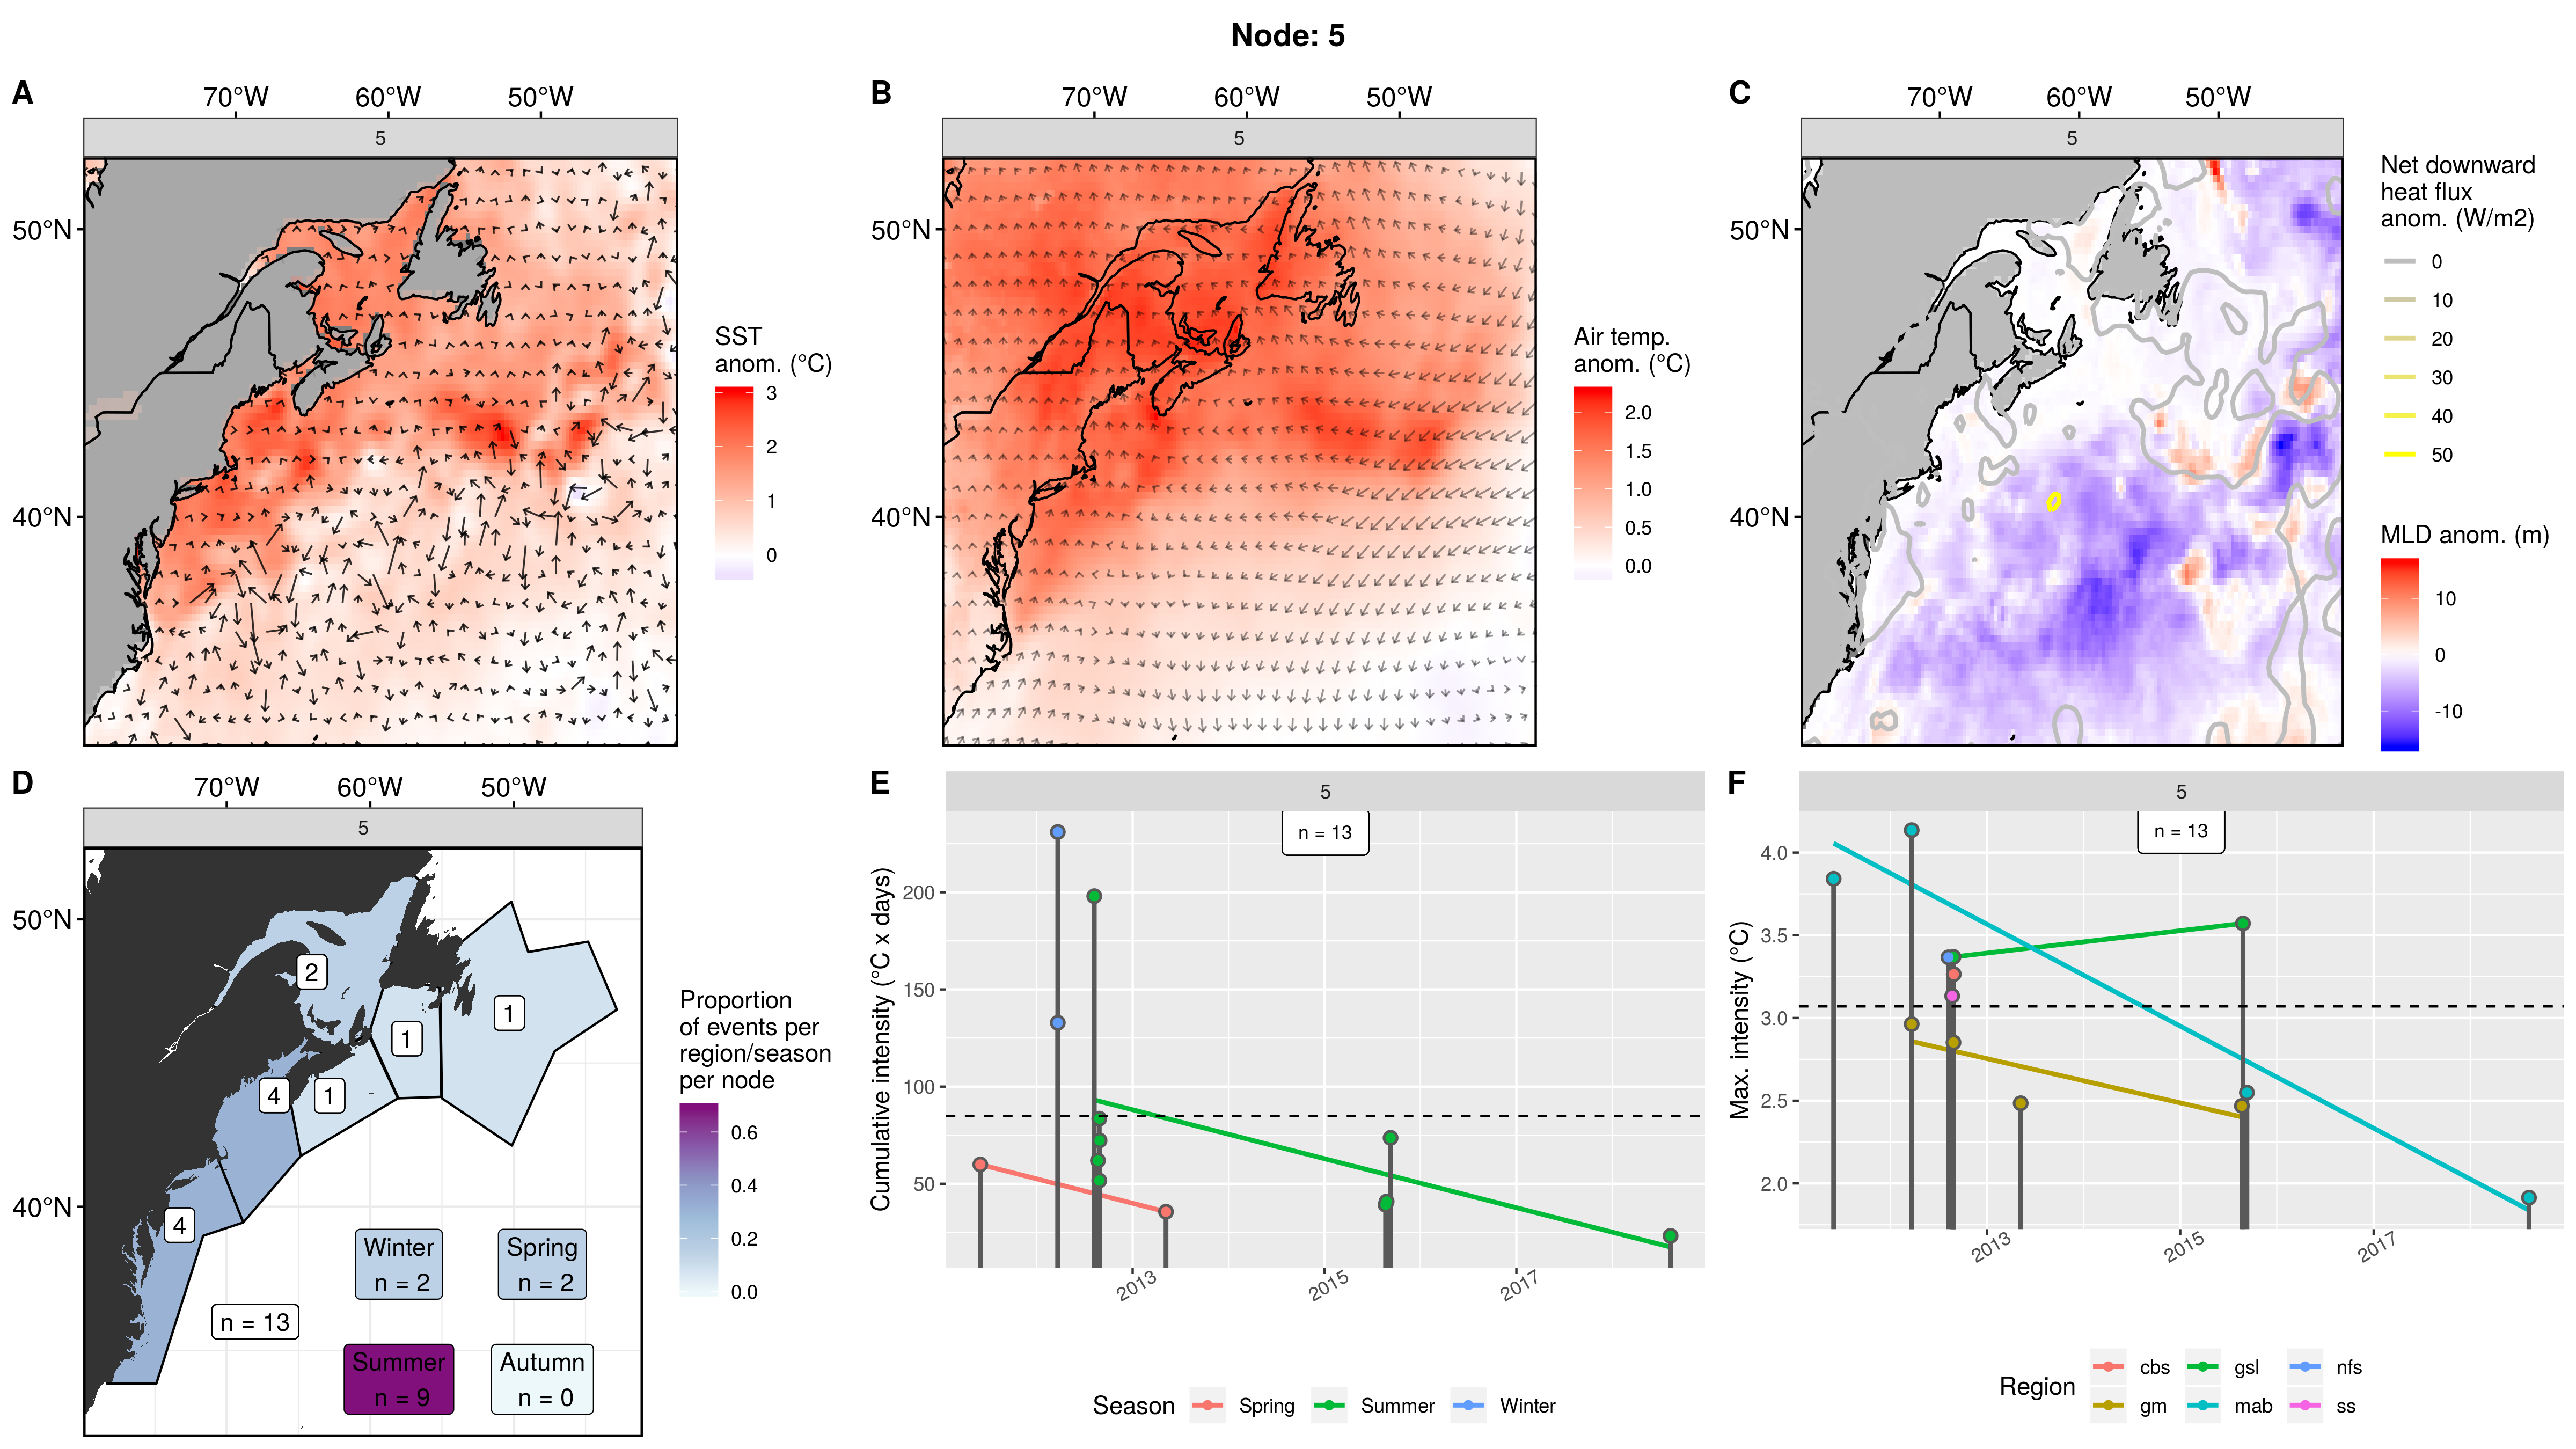 Node: 5
A
70°W 60°W 50°W
5
50°N
40°N
SST
anom. (°C)
3
2
1
0
B
70°W 60°W 50°W
5
50°N
40°N
Air temp.
anom. (°C)
2.0
1.5
1.0
0.5
0.0
C
70°W 60°W 50°W
5
50°N
40°N
Net downward
heat flux
anom. (W/m2)
0
10
20
30
40
50
MLD anom. (m)
10
0
-10
D
70°W 60°W 50°W
5
50°N
40°N
2
1
1
4
1
4
Winter
n = 2
Spring
n = 2
n = 13
Summer
n = 9
Autumn
n = 0
Proportion
of events per
region/season
per node
0.6
0.4
0.2
0.0
E
5
n = 13
Cumulative intensity (°C x days)
200
150
100
50
2013 2015 2017
Season Spring Summer Winter
F
5
n = 13
Max. intensity (°C)
4.0
3.5
3.0
2.5
2.0
2013 2015 2017
Region
cbs gsl nfs
gm mab ss